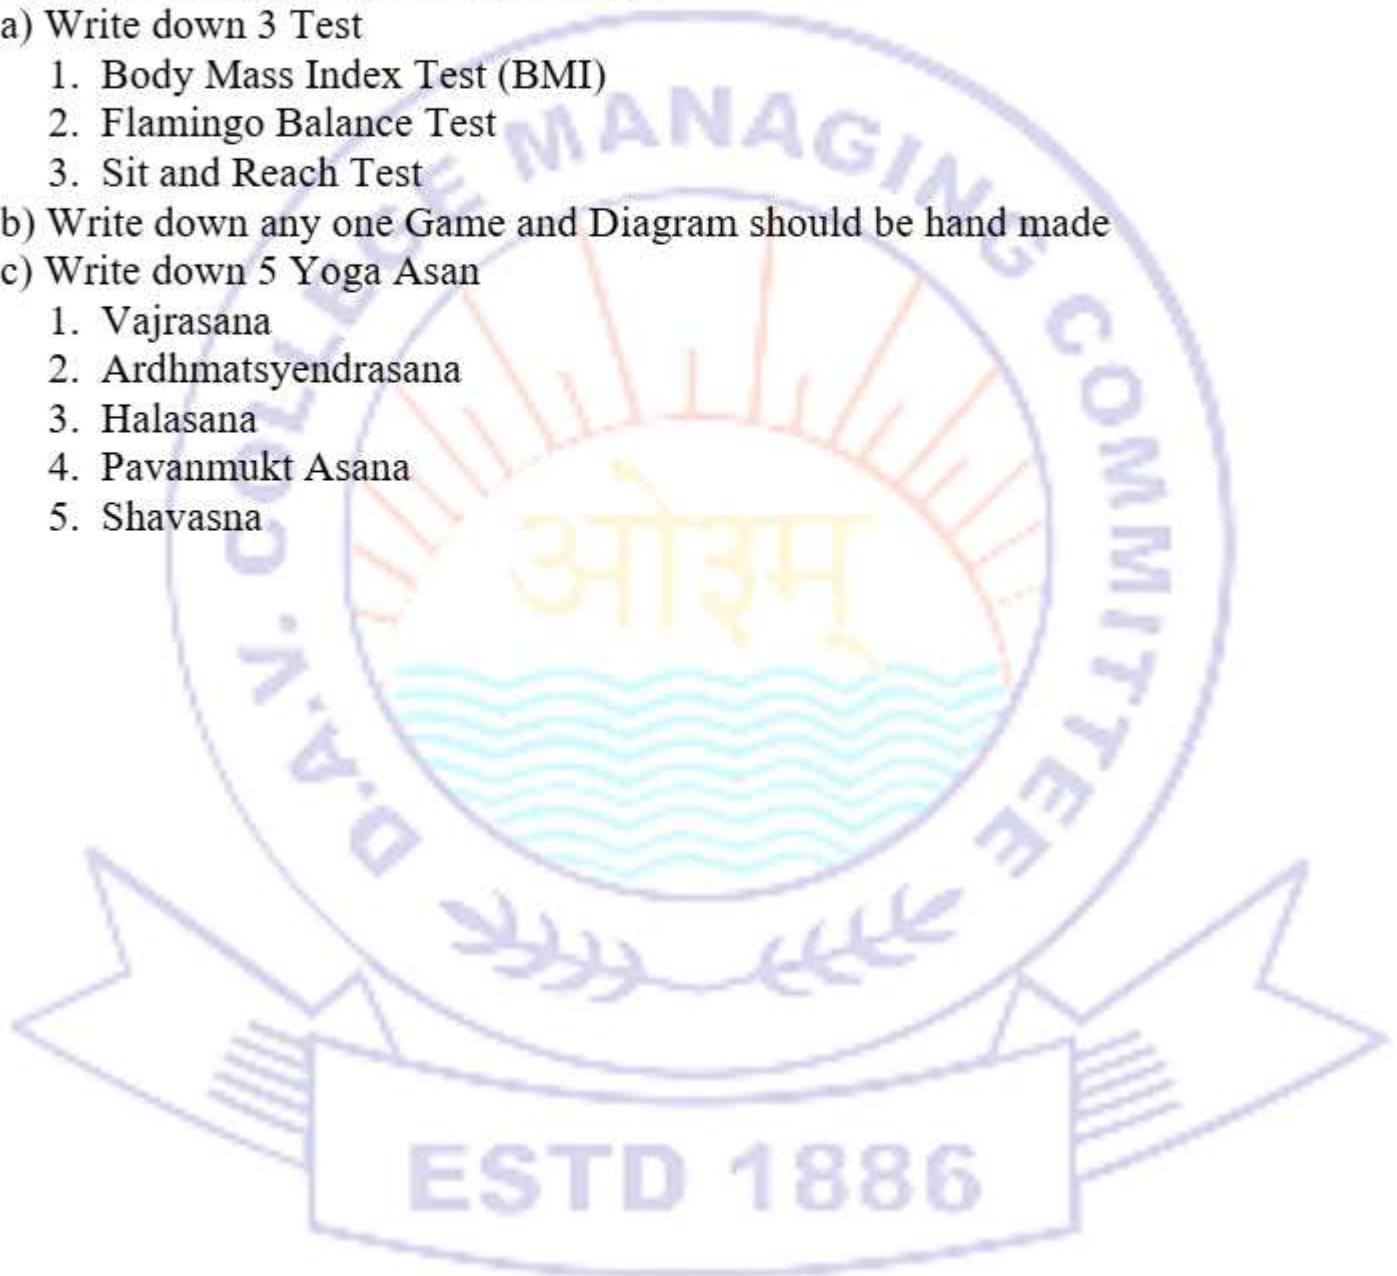 a) Write down 3 Test
1. Body Mass Index Test (BMI)
2. Flamingo Balance Test
3. Sit and Reach Test
b) Write down any one Game and Diagram should be hand made
c) Write down 5 Yoga Asan
1. Vajrasana
2. Ardhmatsyendrasana
3. Halasana
4. Pavanmukt Asana
5. Shavasna
D.A.V. COLLEGE MANAGING COMMITTEE
ओ३म्
ESTD 1886